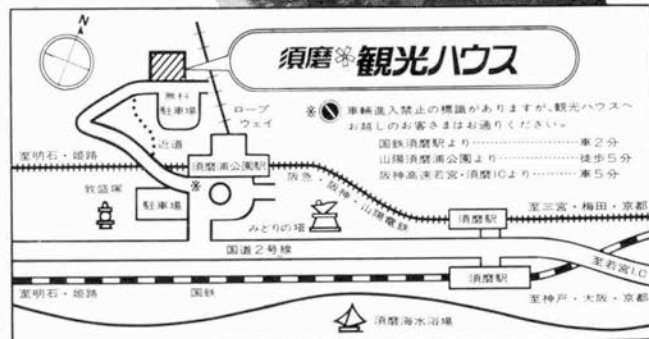 N
須磨 観光ハウス
無料
駐車場
ロープ
ウェイ
※ 車輌進入禁止の標識がありますが、観光ハウスへ
お越しのお客さまはお通りください。
国鉄須磨駅より……車2分
山陽須磨浦公園より……徒歩5分
阪神高速若宮・須磨ICより……車5分
近道
至明石・姫路
須磨浦公園駅
※
敦盛塚
駐車場
阪急・阪神・山陽電鉄
みどりの塔
須磨駅
至三宮・梅田・京都
国道2号線
至若宮I.C
須磨駅
至明石・姫路
国鉄
至神戸・大阪・京都
須磨海水浴場